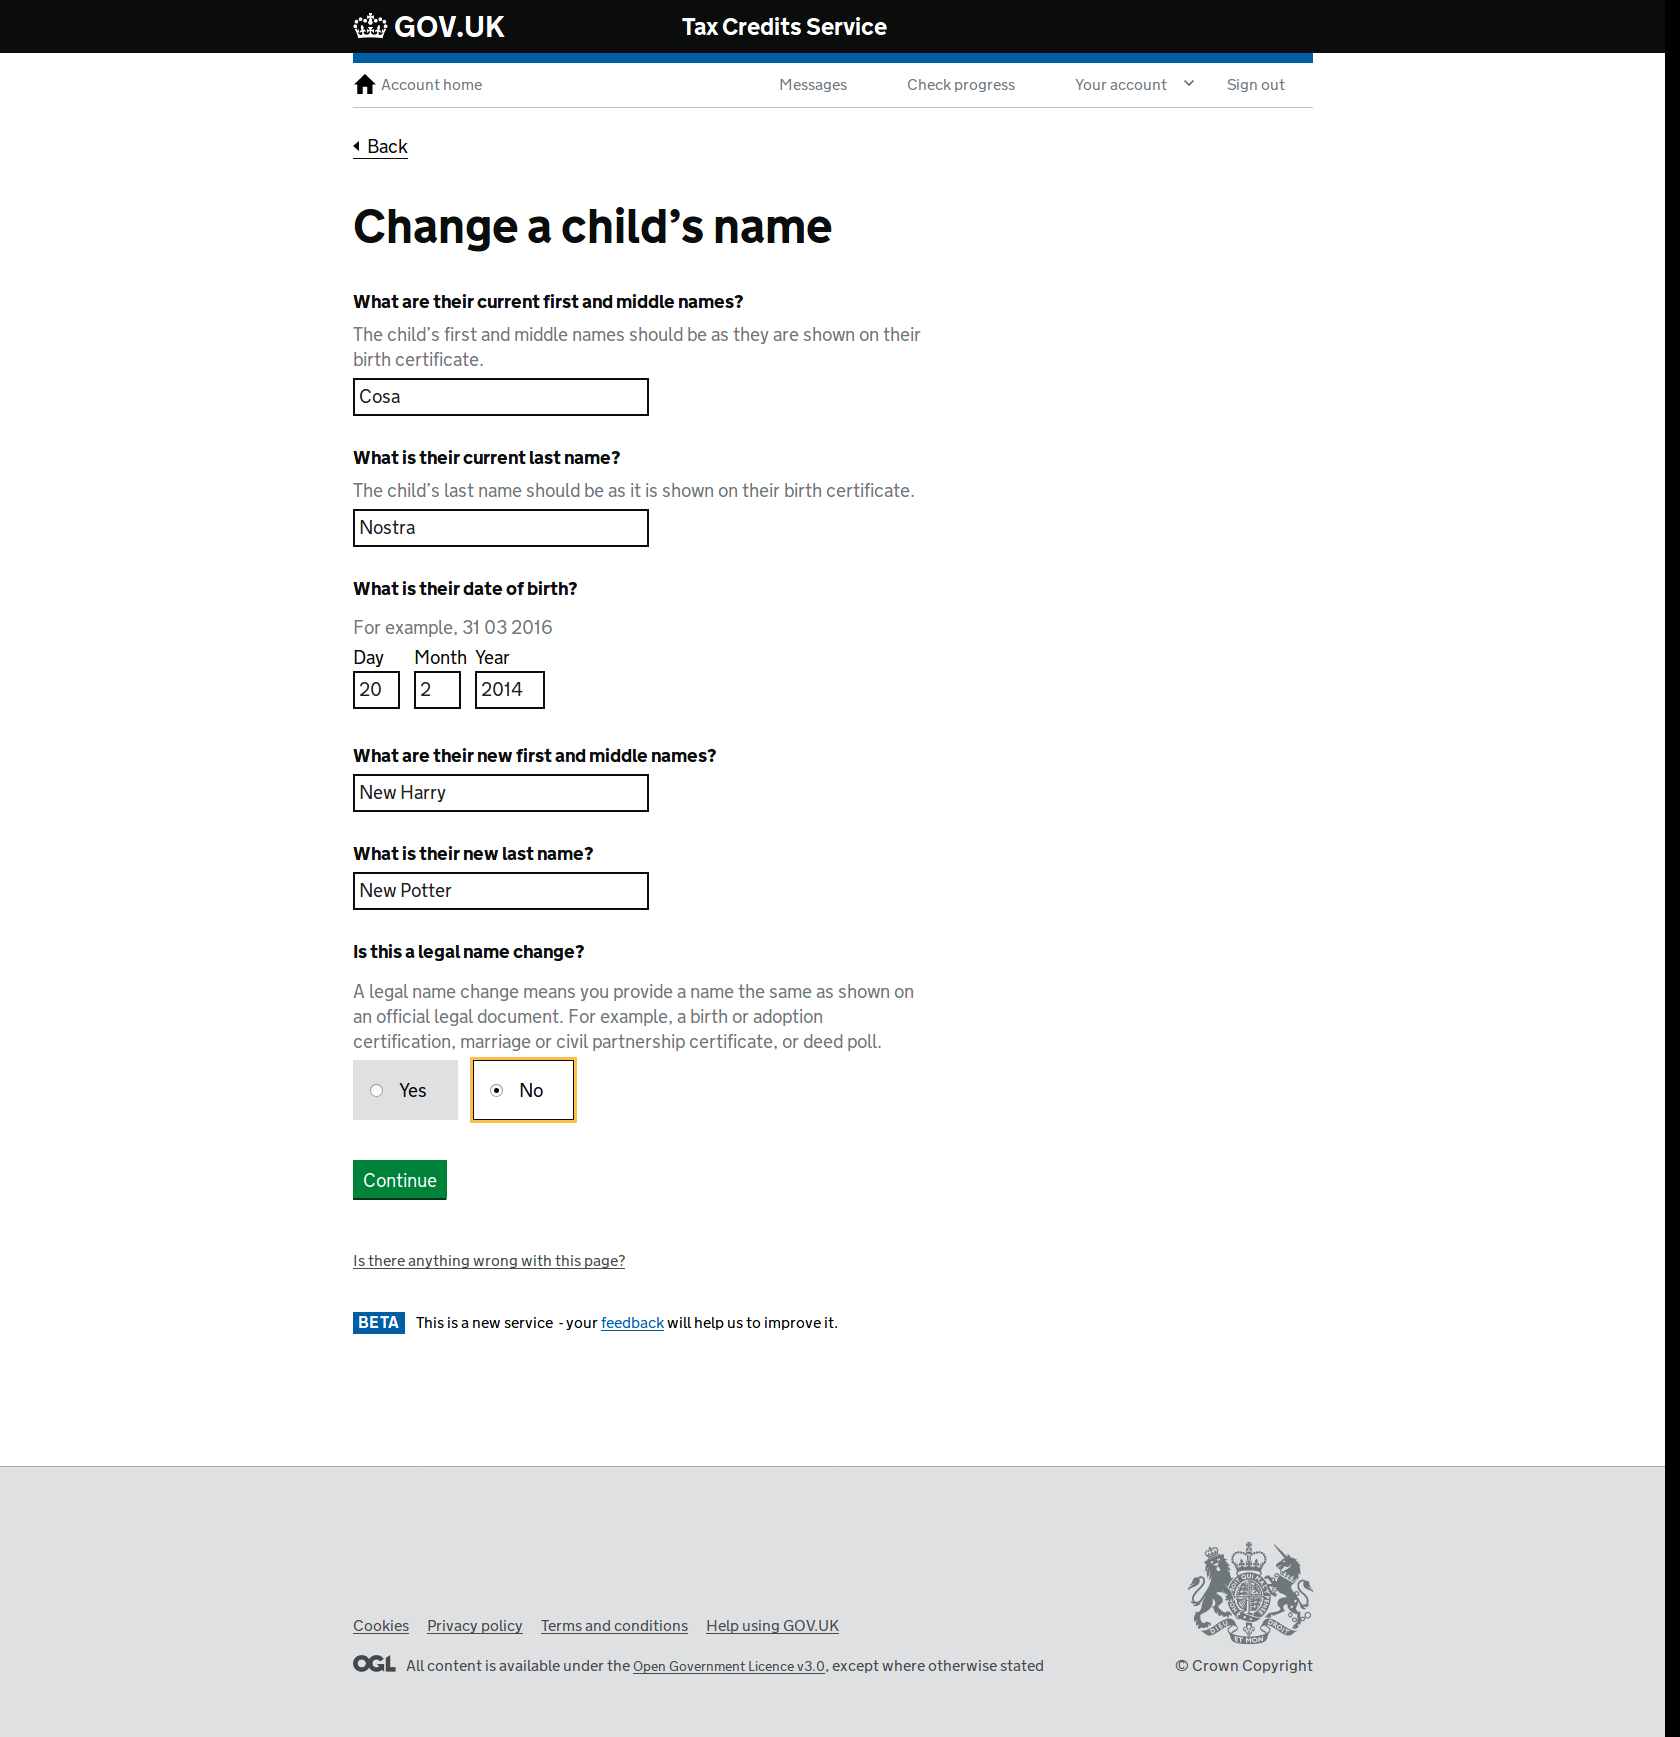 GOV.UK
Tax Credits Service
Account home
Messages
Check progress
Your account
Sign out
Back
Change a child’s name
What are their current first and middle names?
The child’s first and middle names should be as they are shown on their
birth certificate.
Cosa
What is their current last name?
The child’s last name should be as it is shown on their birth certificate.
Nostra
What is their date of birth?
For example, 31 03 2016
Day Month Year
20 2 2014
What are their new first and middle names?
New Harry
What is their new last name?
New Potter
Is this a legal name change?
A legal name change means you provide a name the same as shown on
an official legal document. For example, a birth or adoption
certification, marriage or civil partnership certificate, or deed poll.
Yes No
Continue
Is there anything wrong with this page?
BETA This is a new service - your feedback will help us to improve it.
Cookies Privacy policy Terms and conditions Help using GOV.UK
OGL All content is available under the Open Government Licence v3.0, except where otherwise stated
DIEU ET MON DROIT
© Crown Copyright